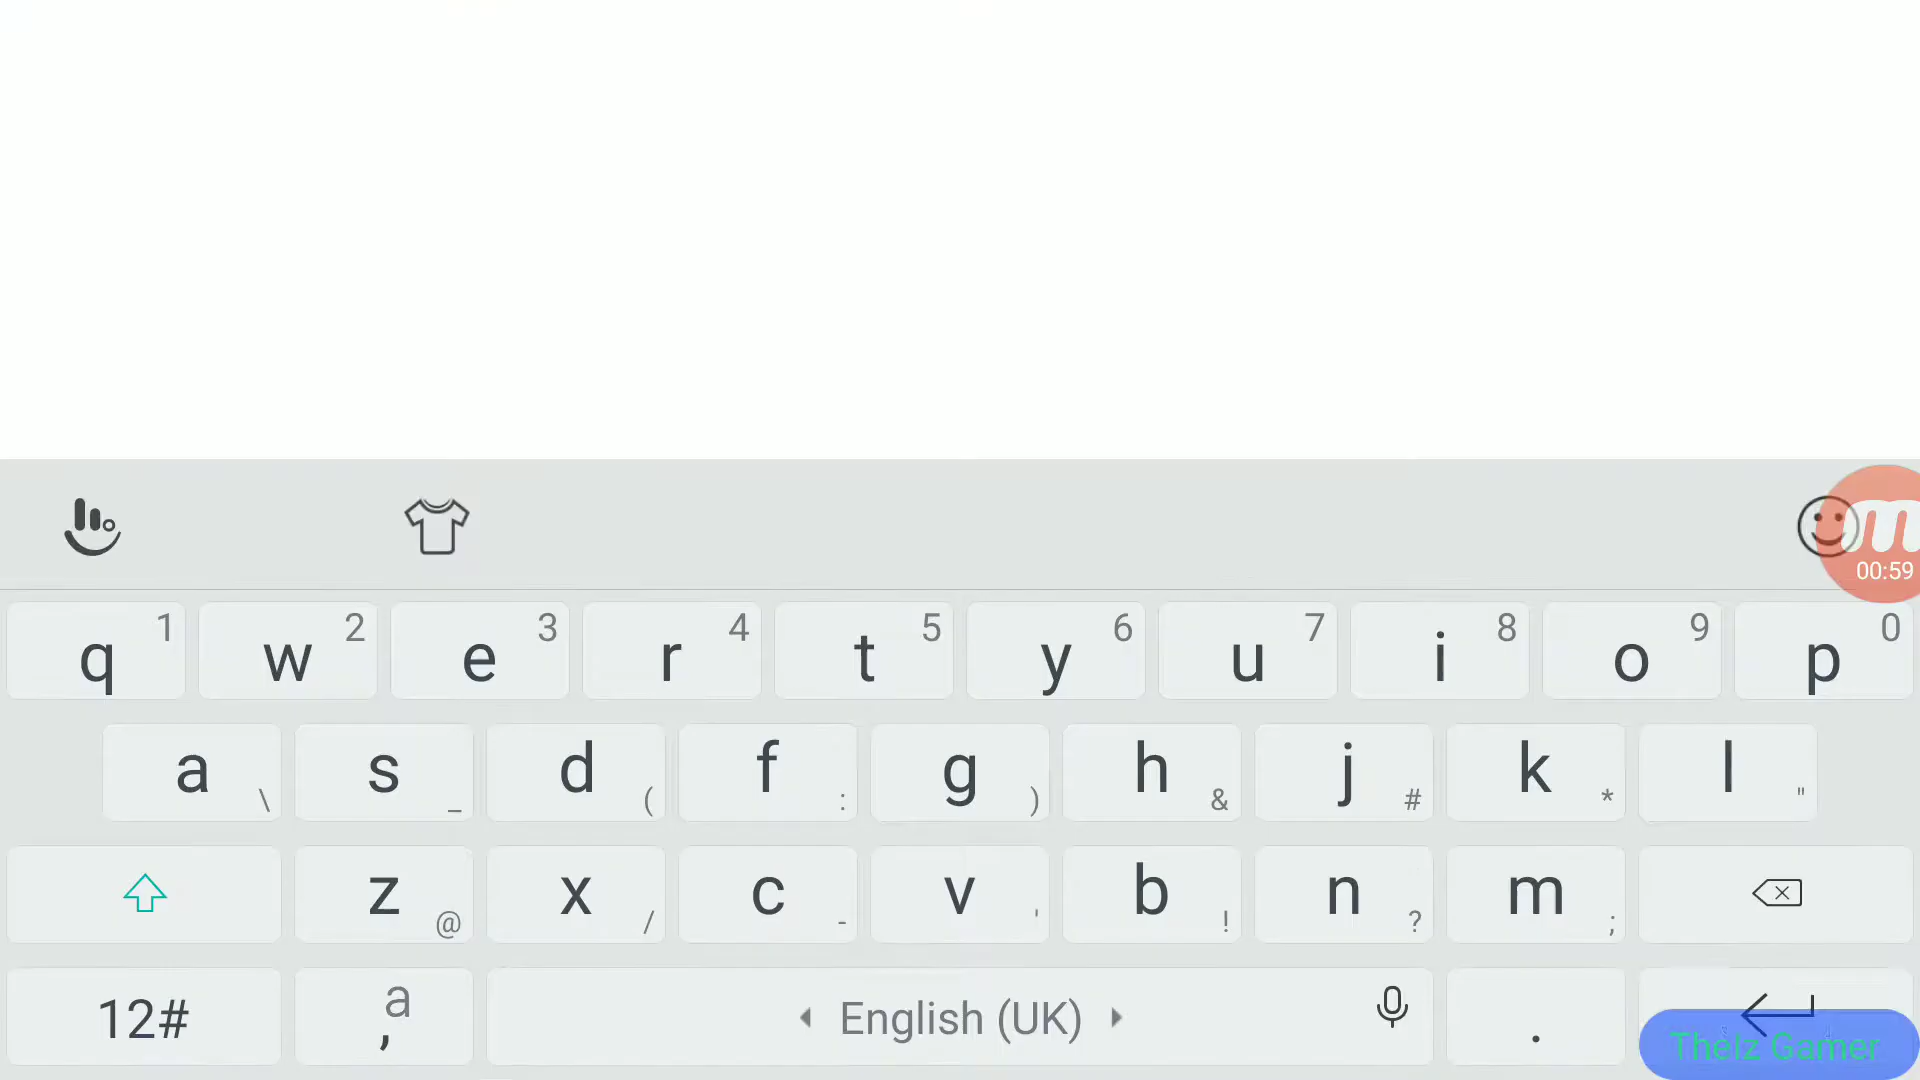 00:59
q 1 w 2 e 3 r 4 t 5 y 6 u 7 i 8 o 9 p 0
a \ s _ d ( f : g ) h & j # k * l "
z @ x / c - v ' b ! n ? m ;
12# , a English (UK) .
TheIz Gamer